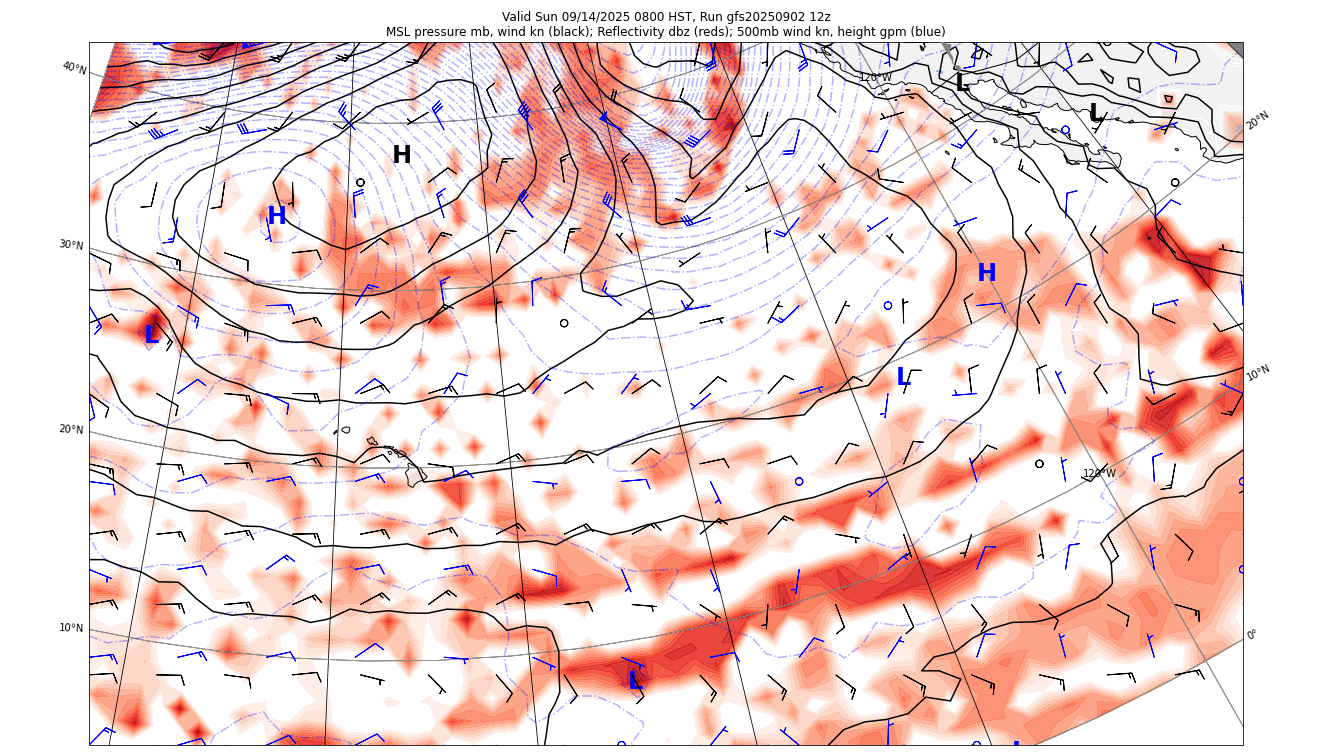 Valid Sun 09/14/2025 0800 HST, Run gfs20250902 12z
MSL pressure mb, wind kn (black); Reflectivity dbz (reds); 500mb wind kn, height gpm (blue)
40°N
120°W
L
L
20°N
H
H
30°N
H
L
L
10°N
20°N
120°W
10°N
0°
L